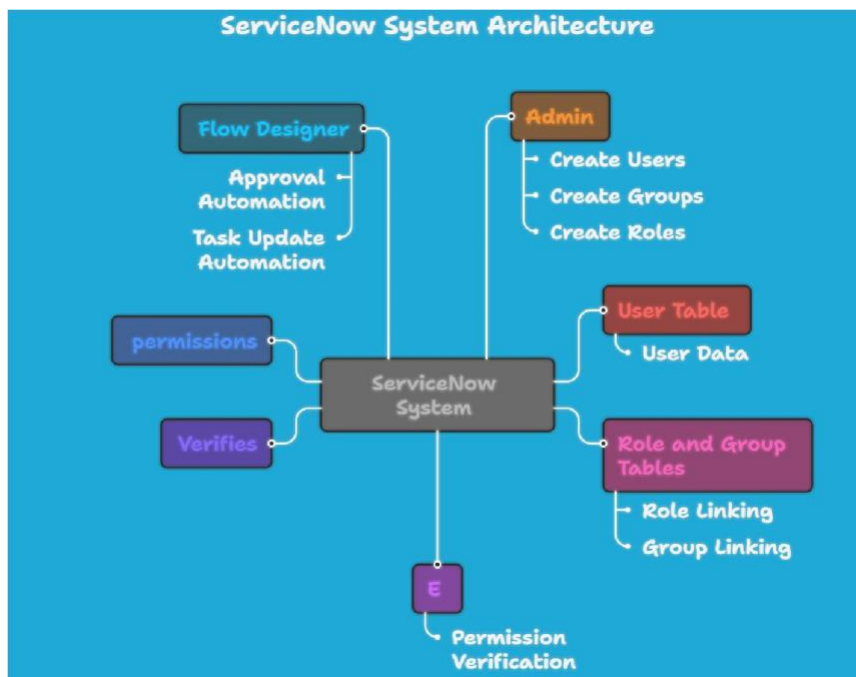 ServiceNow System Architecture
Flow Designer
Approval
Automation
Task Update
Automation
Admin
Create Users
Create Groups
Create Roles
permissions
Verifies
ServiceNow
System
User Table
User Data
Role and Group
Tables
Role Linking
Group Linking
E
Permission
Verification